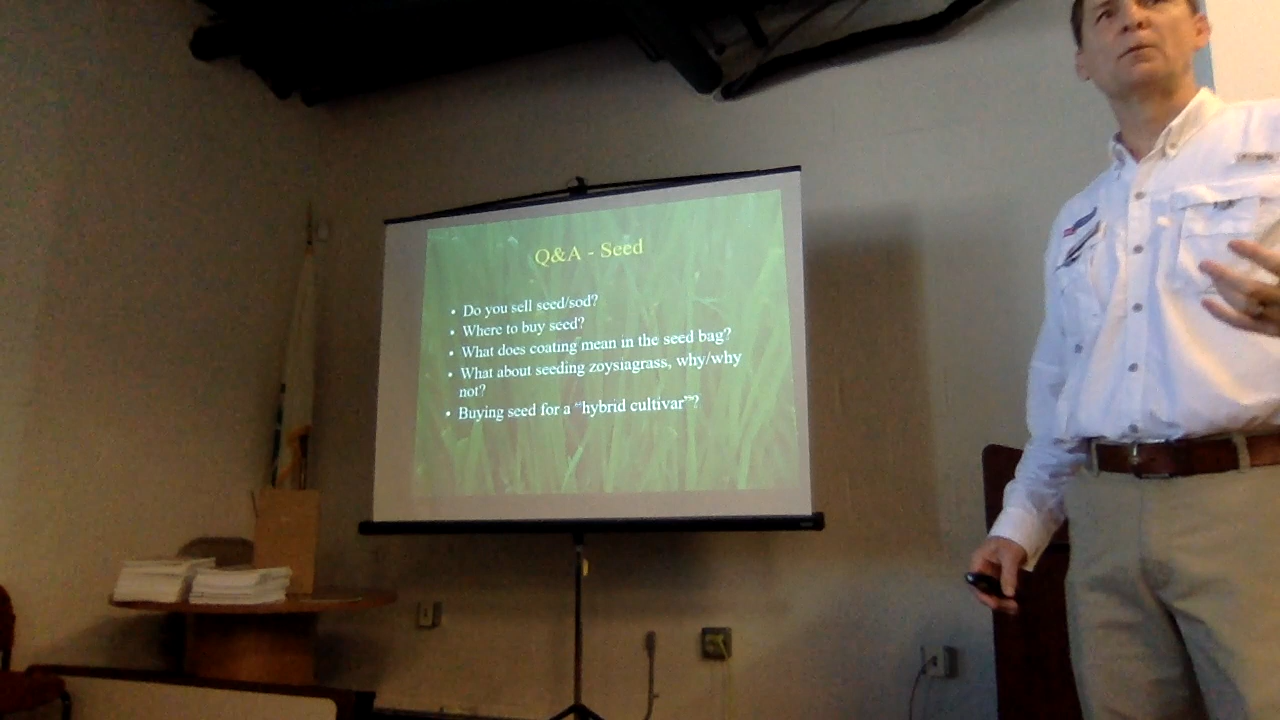 Q&A - Seed
• Do you sell seed/sod?
• Where to buy seed?
• What does coating mean in the seed bag?
• What about seeding zoysiagrass, why/why
not?
• Buying seed for a “hybrid cultivar”?